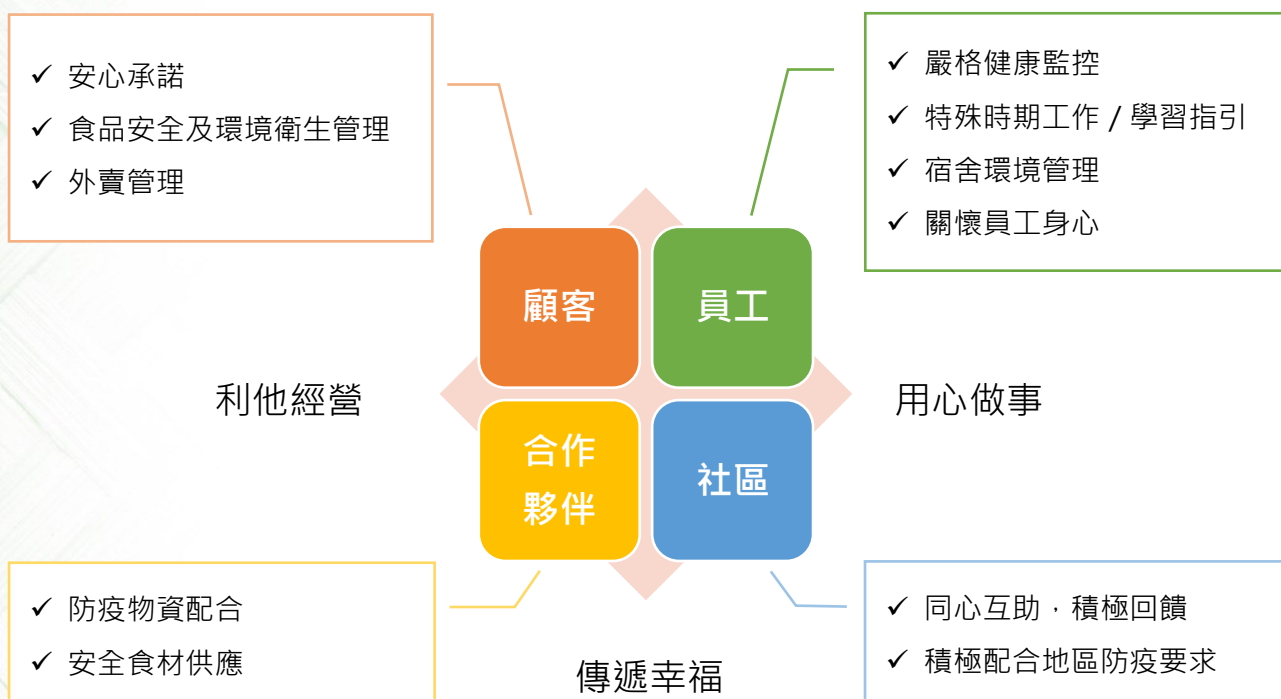 ✓ 安心承諾
✓ 食品安全及環境衛生管理
✓ 外賣管理
✓ 嚴格健康監控
✓ 特殊時期工作 / 學習指引
✓ 宿舍環境管理
✓ 關懷員工身心
顧客
員工
利他經營
用心做事
合作
夥伴
社區
✓ 防疫物資配合
✓ 安全食材供應
✓ 同心互助，積極回饋
✓ 積極配合地區防疫要求
傳遞幸福